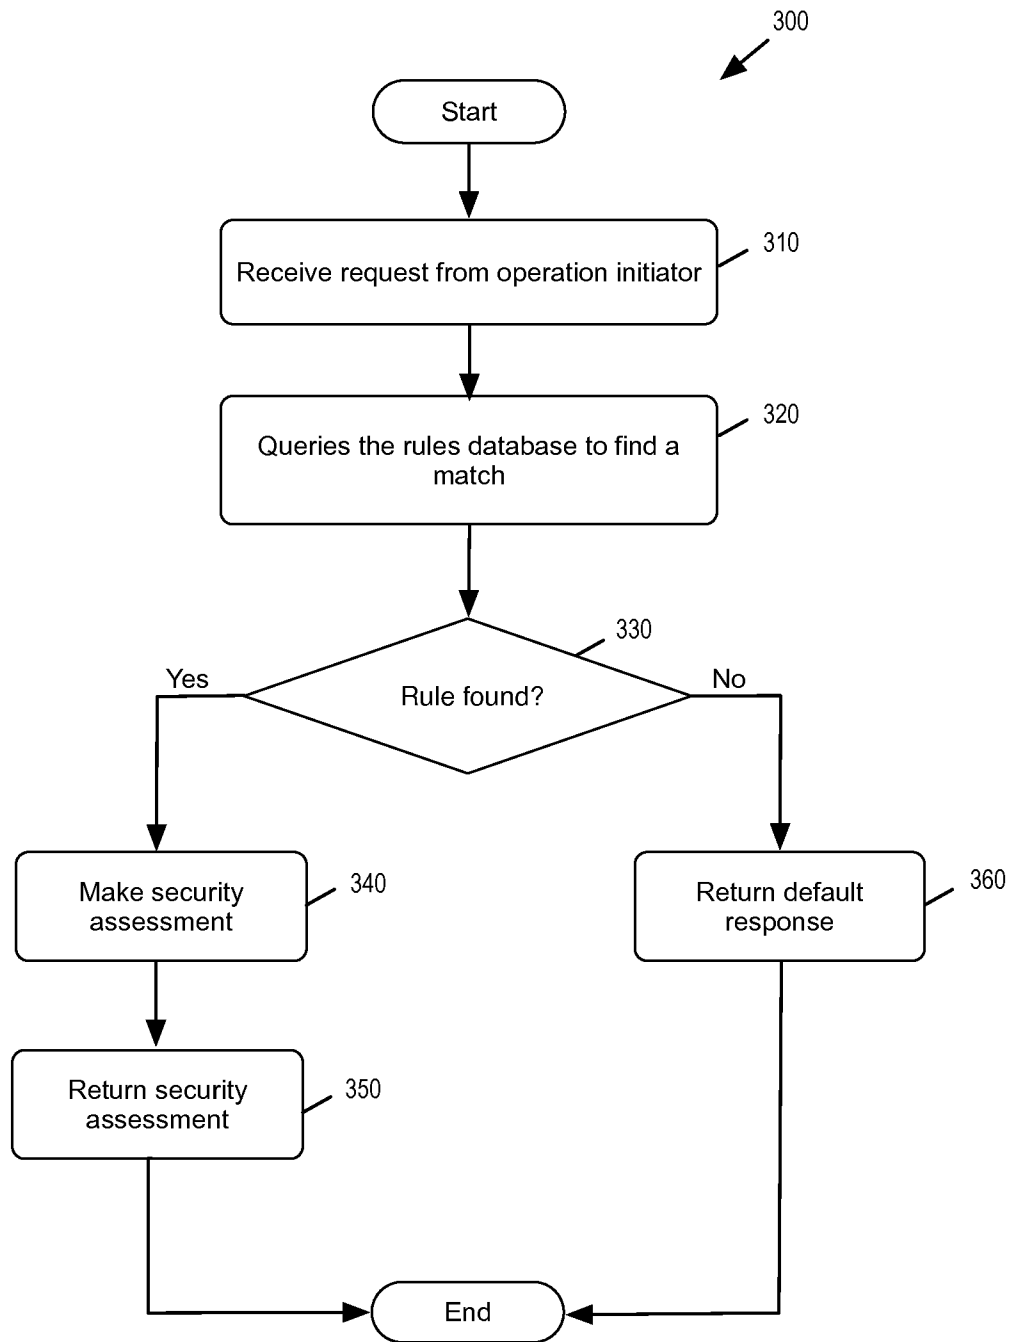 300
Start
310
Receive request from operation initiator
320
Queries the rules database to find a
match
330
Yes
No
Rule found?
340
Make security
assessment
360
Return default
response
350
Return security
assessment
End